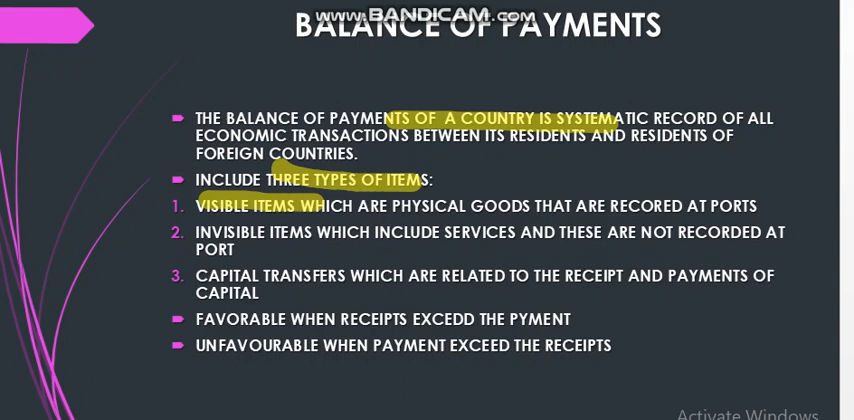 www.BANDICAM.com
BALANCE OF PAYMENTS
THE BALANCE OF PAYMENTS OF A COUNTRY IS SYSTEMATIC RECORD OF ALL
ECONOMIC TRANSACTIONS BETWEEN ITS RESIDENTS AND RESIDENTS OF
FOREIGN COUNTRIES.
INCLUDE THREE TYPES OF ITEMS:
1. VISIBLE ITEMS WHICH ARE PHYSICAL GOODS THAT ARE RECORED AT PORTS
2. INVISIBLE ITEMS WHICH INCLUDE SERVICES AND THESE ARE NOT RECORDED AT
PORT
3. CAPITAL TRANSFERS WHICH ARE RELATED TO THE RECEIPT AND PAYMENTS OF
CAPITAL
FAVORABLE WHEN RECEIPTS EXCEDD THE PYMENT
UNFAVOURABLE WHEN PAYMENT EXCEED THE RECEIPTS
Activate Windows